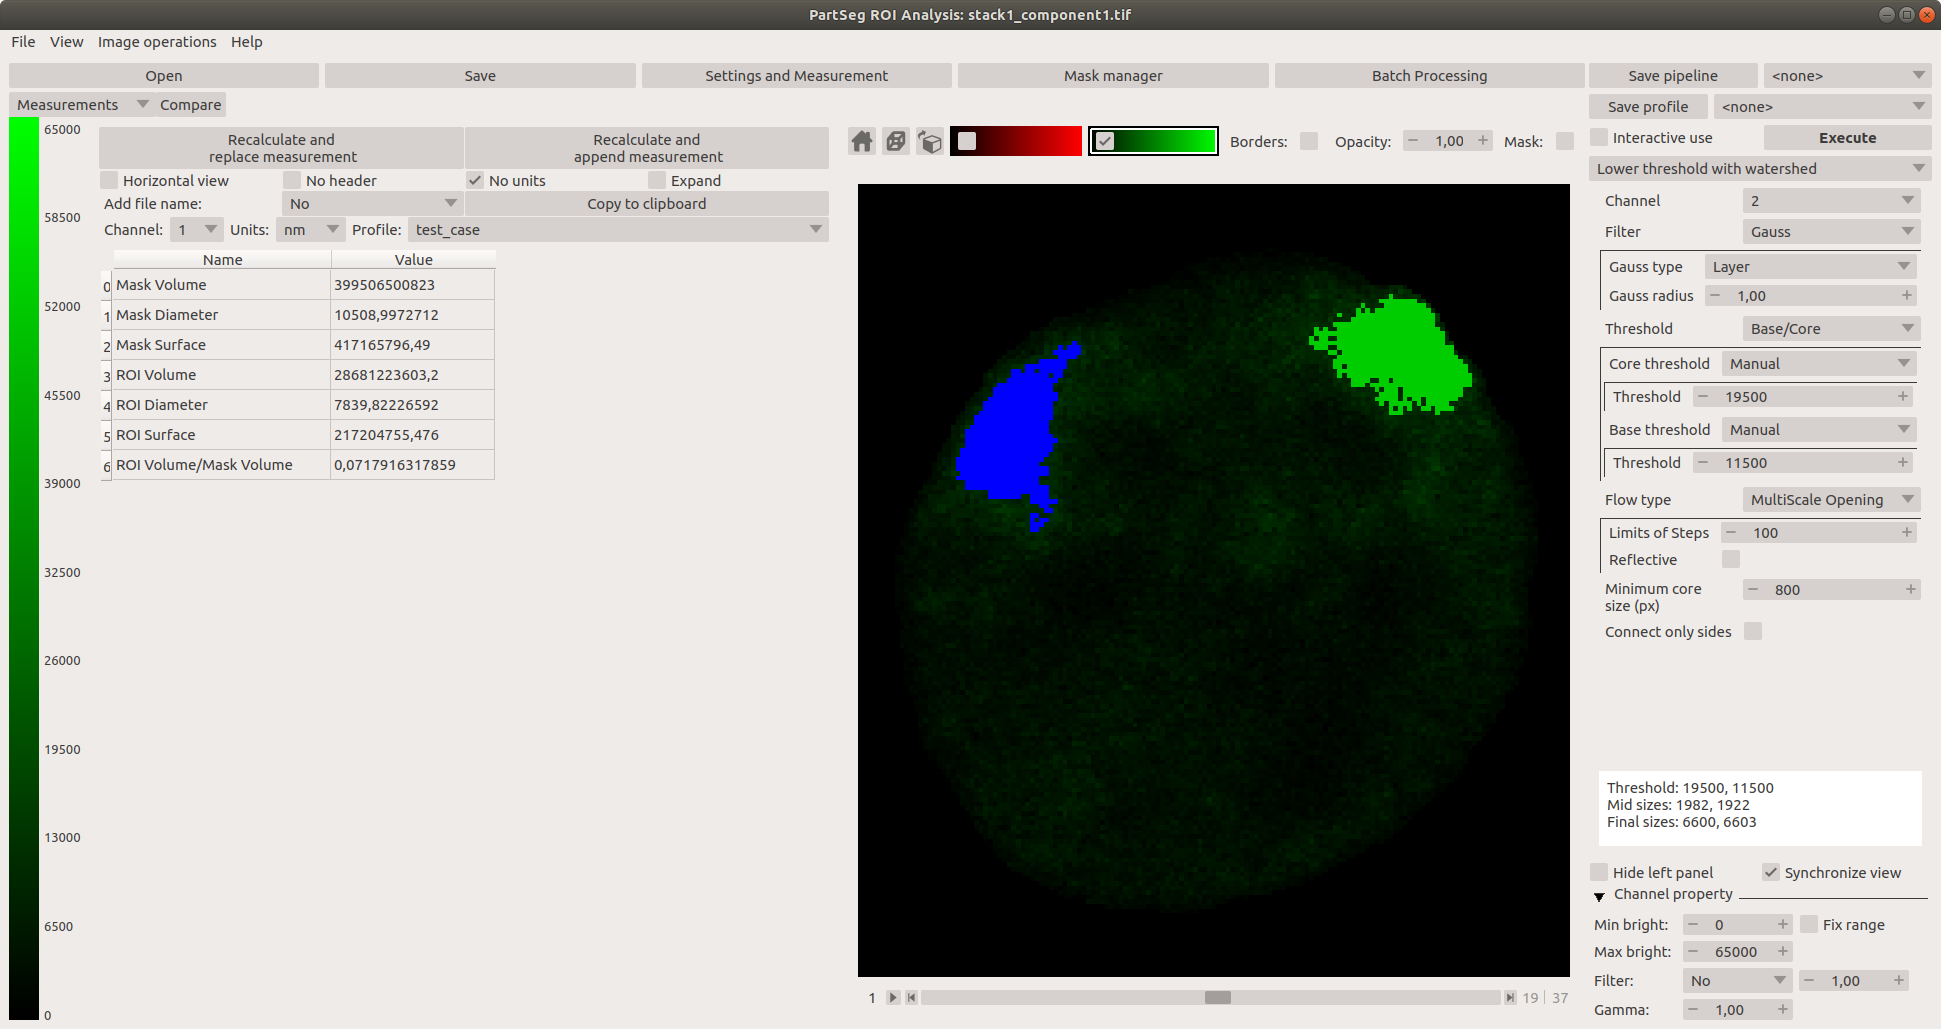 PartSeg ROI Analysis: stack1_component1.tif
File View Image operations Help
Open Save Settings and Measurement Mask manager Batch Processing Save pipeline <none>
Measurements Compare Save profile <none>
65000
58500
52000
45500
39000
32500
26000
19500
13000
6500
0
Recalculate and
replace measurement
Recalculate and
append measurement
Horizontal view No header No units Expand
Add file name: No Copy to clipboard
Channel: 1 Units: nm Profile: test_case
Name Value
0 Mask Volume 399506500823
1 Mask Diameter 10508,9972712
2 Mask Surface 417165796,49
3 ROI Volume 28681223603,2
4 ROI Diameter 7839,82226592
5 ROI Surface 217204755,476
6 ROI Volume/Mask Volume 0,0717916317859
Borders: Opacity: 1,00 Mask:
1 19 37
Interactive use Execute
Lower threshold with watershed
Channel 2
Filter Gauss
Gauss type Layer
Gauss radius 1,00
Threshold Base/Core
Core threshold Manual
Threshold 19500
Base threshold Manual
Threshold 11500
Flow type MultiScale Opening
Limits of Steps 100
Reflective
Minimum core
size (px) 800
Connect only sides
Threshold: 19500, 11500
Mid sizes: 1982, 1922
Final sizes: 6600, 6603
Hide left panel Synchronize view
Channel property
Min bright: 0 Fix range
Max bright: 65000
Filter: No 1,00
Gamma: 1,00